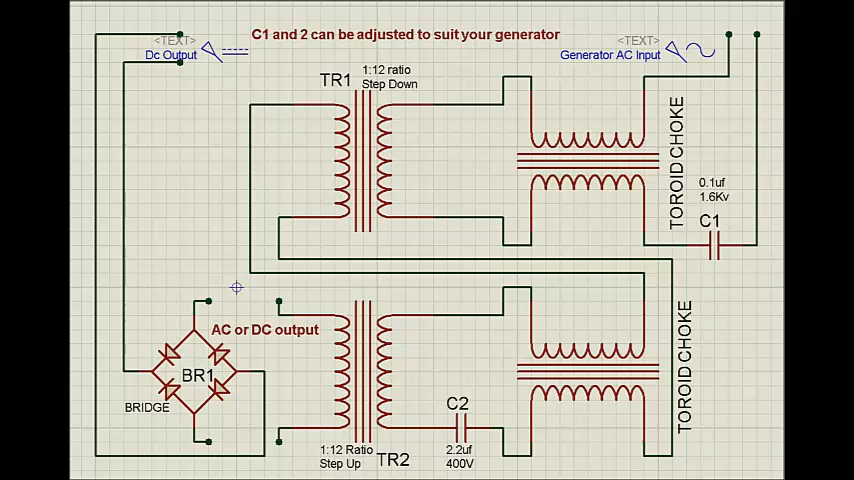 C1 and 2 can be adjusted to suit your generator
<TEXT>
Dc Output
<TEXT>
Generator AC Input
TR1
1:12 ratio
Step Down
TOROID CHOKE
0.1uf
1.6Kv
C1
AC or DC output
BR1
BRIDGE
C2
2.2uf
400V
1:12 Ratio
Step Up
TR2
TOROID CHOKE